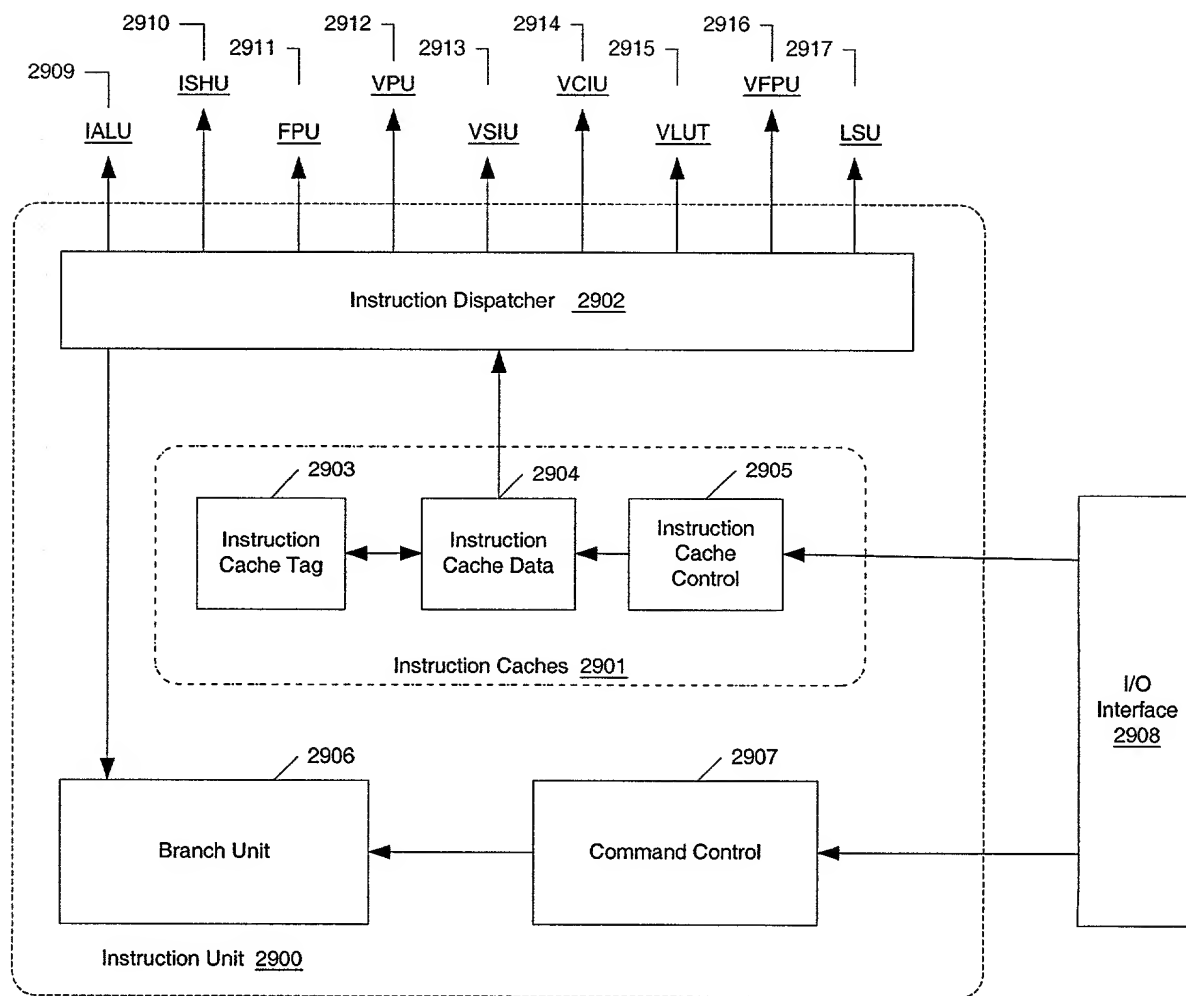 2910
2912
2914
2916
2909
2911
2913
2915
2917
ISHU
VPU
VCIU
VFPU
IALU
FPU
VSIU
VLUT
LSU
Instruction Dispatcher 2902
2903
2904
2905
Instruction
Cache Tag
Instruction
Cache Data
Instruction
Cache
Control
Instruction Caches 2901
I/O
Interface
2908
2906
2907
Branch Unit
Command Control
Instruction Unit 2900